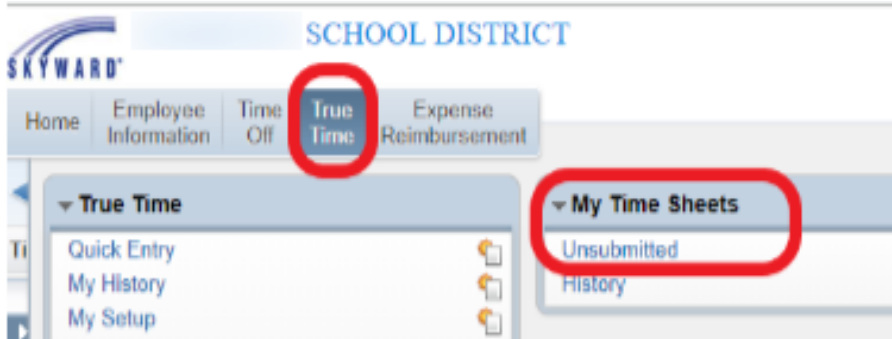 SCHOOL DISTRICT
SKYWARD
Home
Employee Information
Time Off
True Time
Expense Reimbursement
True Time
My Time Sheets
Quick Entry
Unsubmitted
My History
History
My Setup